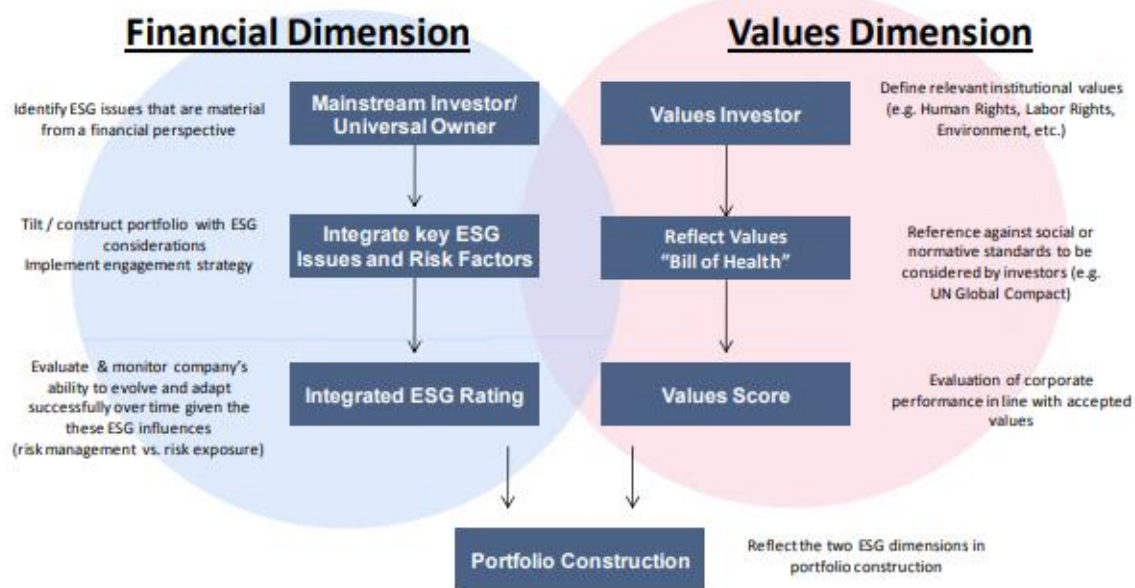 Financial Dimension
Values Dimension
Identify ESG issues that are material
from a financial perspective
Mainstream Investor/
Universal Owner
Values Investor
Define relevant institutional values
(e.g. Human Rights, Labor Rights,
Environment, etc.)
Tilt / construct portfolio with ESG
considerations
Implement engagement strategy
Integrate key ESG
Issues and Risk Factors
Reflect Values
“Bill of Health”
Reference against social or
normative standards to be
considered by investors (e.g.
UN Global Compact)
Evaluate & monitor company’s
ability to evolve and adapt
successfully over time given the
these ESG influences
(risk management vs. risk exposure)
Integrated ESG Rating
Values Score
Evaluation of corporate
performance in line with accepted
values
Portfolio Construction
Reflect the two ESG dimensions in
portfolio construction